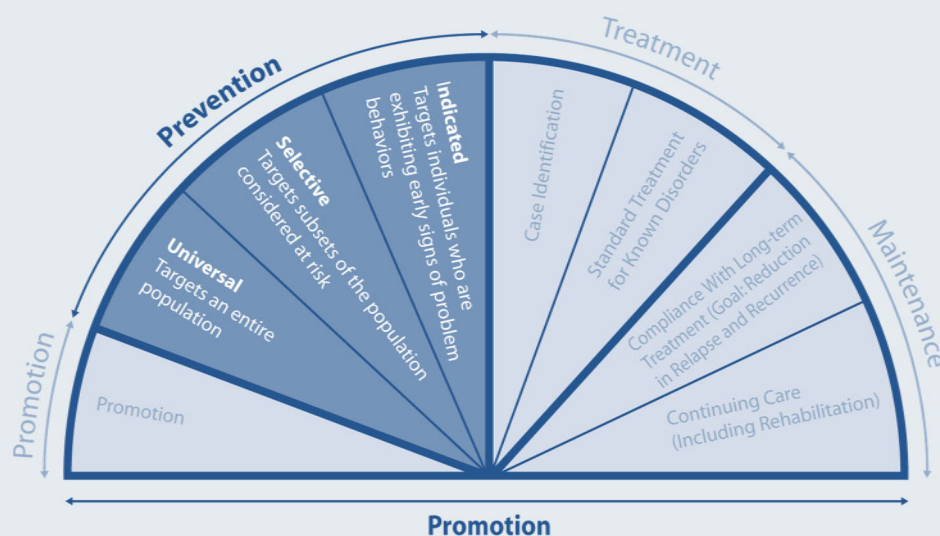 Promotion
Promotion
Prevention
Universal
Targets an entire
population
Selective
Targets subsets of the population
considered at risk
Indicated
Targets individuals who are
exhibiting early signs of problem
behaviors
Treatment
Case Identification
Standard Treatment
for Known Disorders
Maintenance
Compliance With Long-term
Treatment (Goal: Reduction
in Relapse and Recurrence)
Continuing Care
(Including Rehabilitation)
Promotion